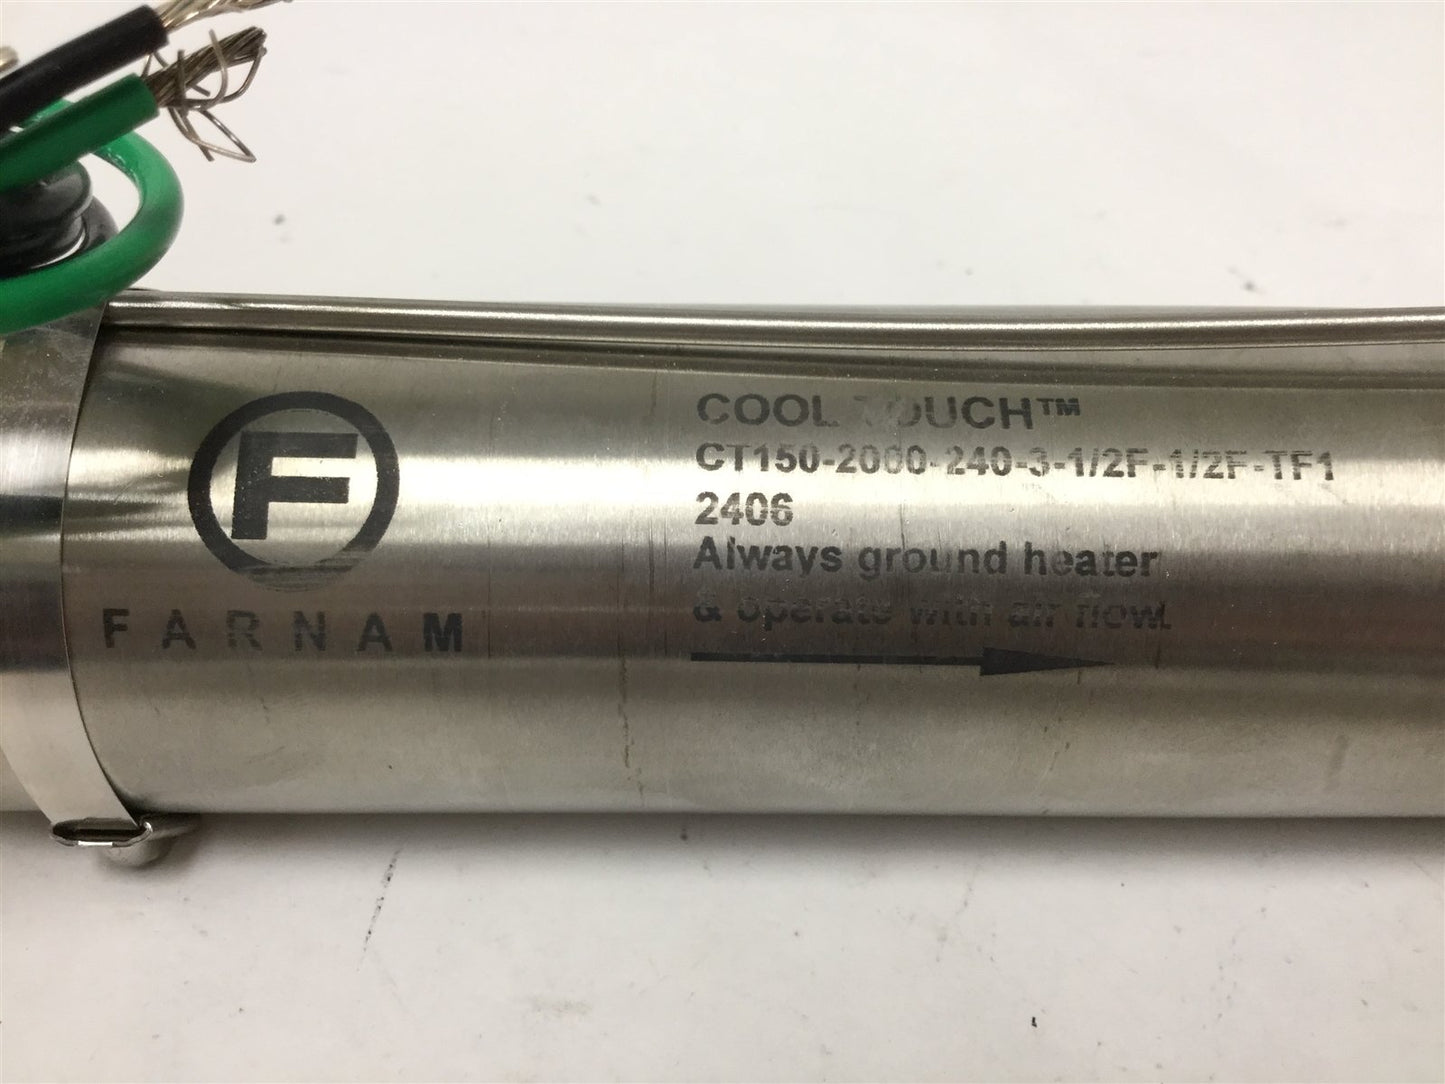 F
FARNAM
COOL TOUCH™
CT150-2000-240-3-1/2F-1/2F-TF1
2406
Always ground heater
& operate with air flow.